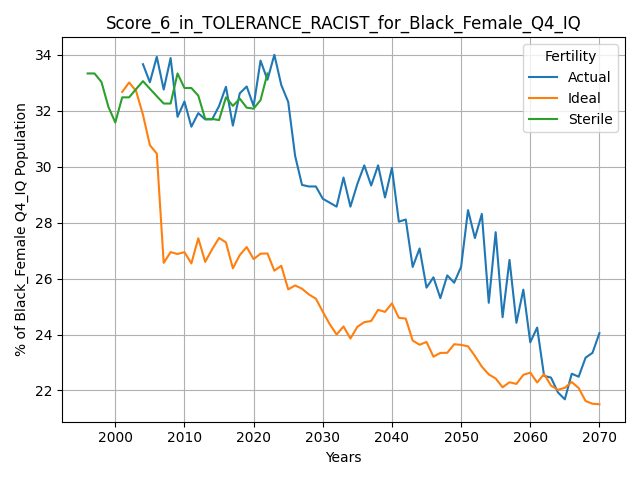 Score_6_in_TOLERANCE_RACIST_for_Black_Female_Q4_IQ
Fertility
Actual
Ideal
Sterile
% of Black_Female Q4_IQ Population
34
32
30
28
26
24
22
2000
2010
2020
2030
2040
2050
2060
2070
Years